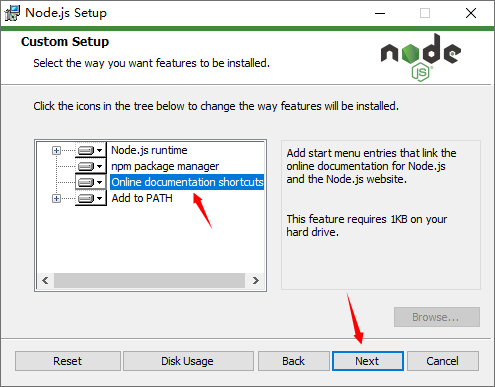 Node.js Setup
Custom Setup
Select the way you want features to be installed.
node
JS
Click the icons in the tree below to change the way features will be installed.
Node.js runtime
npm package manager
Online documentation shortcuts
Add to PATH
Add start menu entries that link the
online documentation for Node.js
and the Node.js website.
This feature requires 1KB on your
hard drive.
Browse...
Reset
Disk Usage
Back
Next
Cancel